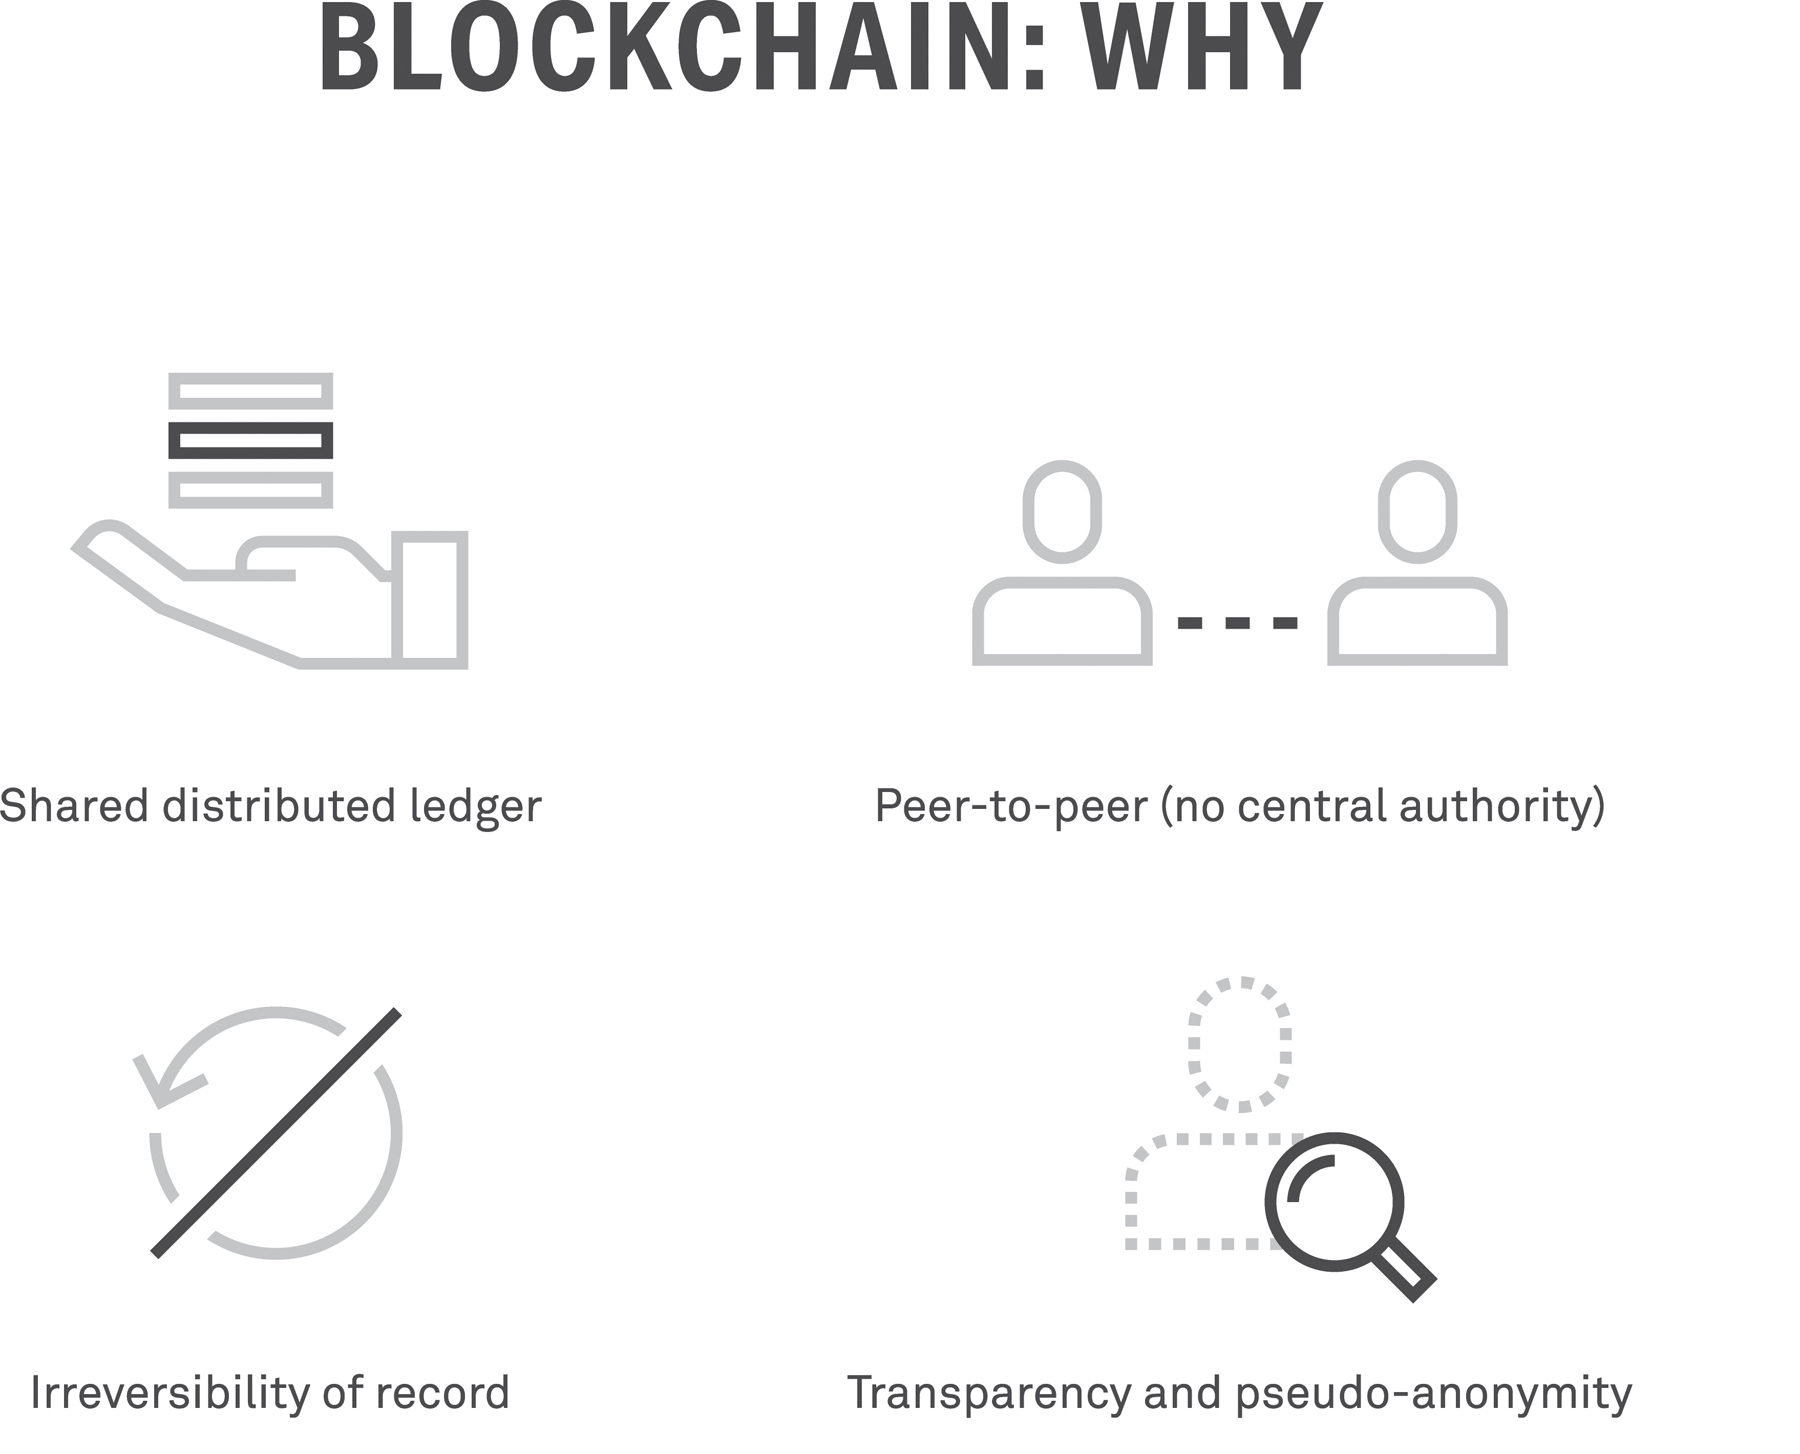 BLOCKCHAIN: WHY
Shared distributed ledger
Peer-to-peer (no central authority)
Irreversibility of record
Transparency and pseudo-anonymity